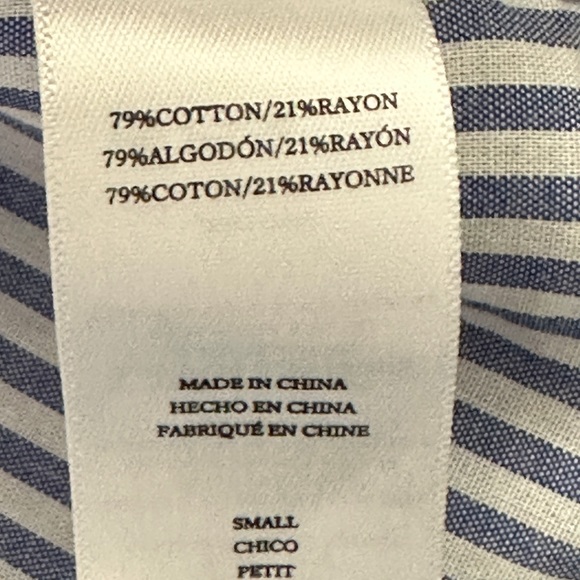 79%COTTON/21%RAYON
79%ALGODÓN/21%RAYÓN
79%COTON/21%RAYONNE
MADE IN CHINA
HECHO EN CHINA
FABRIQUÉ EN CHINE
SMALL
CHICO
PETIT